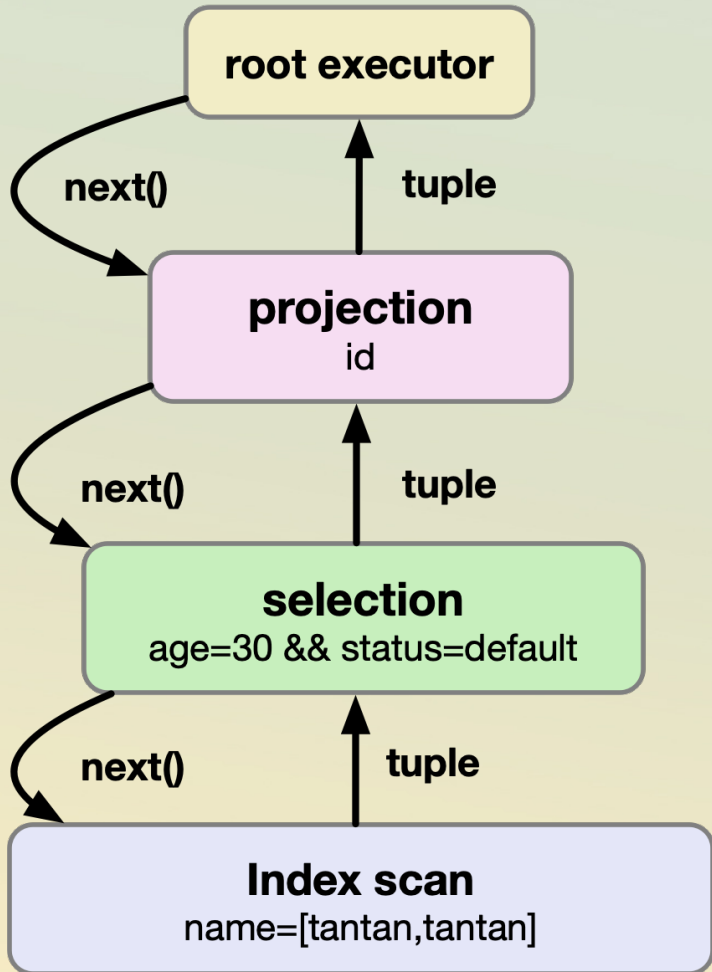 root executor
next()
tuple
projection
id
next()
tuple
selection
age=30 && status=default
next()
tuple
Index scan
name=[tantan,tantan]